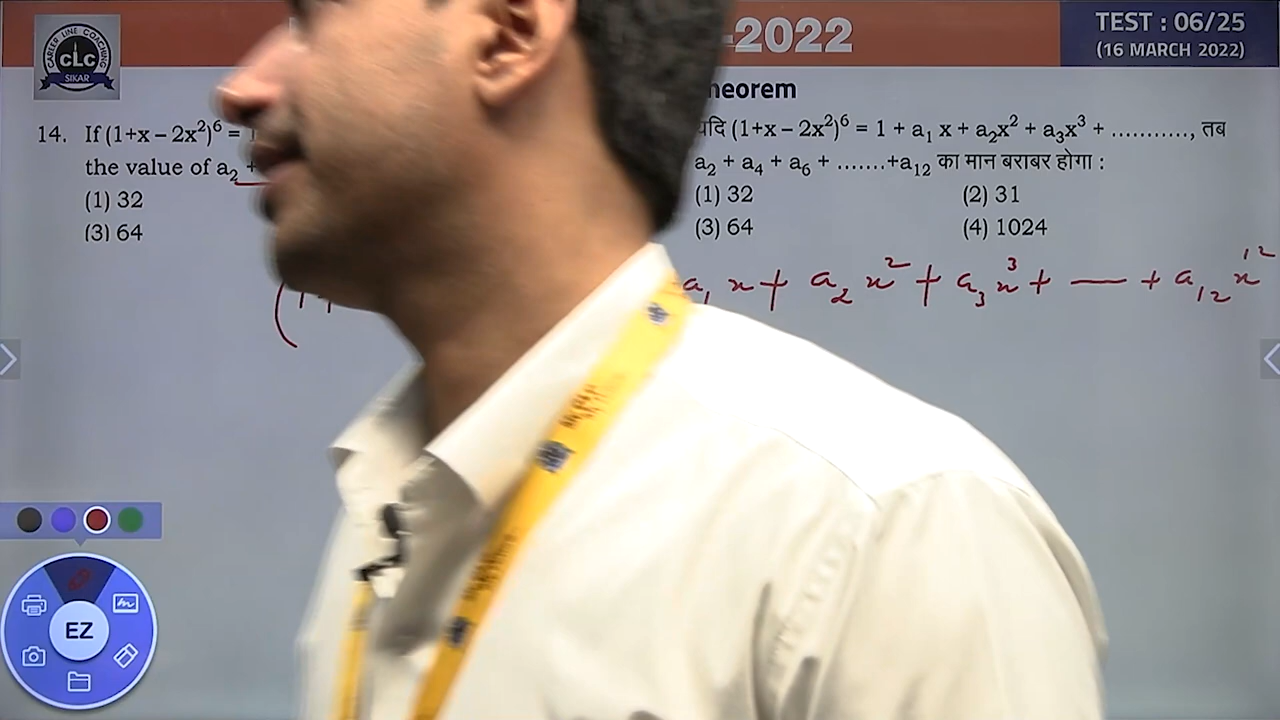 -2022
TEST : 06/25
(16 MARCH 2022)
CAREER LINE COACHING
CLC
SIKAR
heorem
14. If (1+x – 2x²)⁶ = 1
the value of a₂ +
(1) 32
(3) 64
यदि (1+x – 2x²)⁶ = 1 + a₁ x + a₂x² + a₃x³ + ..........., तब
a₂ + a₄ + a₆ + .......+a₁₂ का मान बराबर होगा :
(1) 32 (2) 31
(3) 64 (4) 1024
a₁ x + a₂ x² + a₃ x³ + — + a₁₂ x¹²
EZ